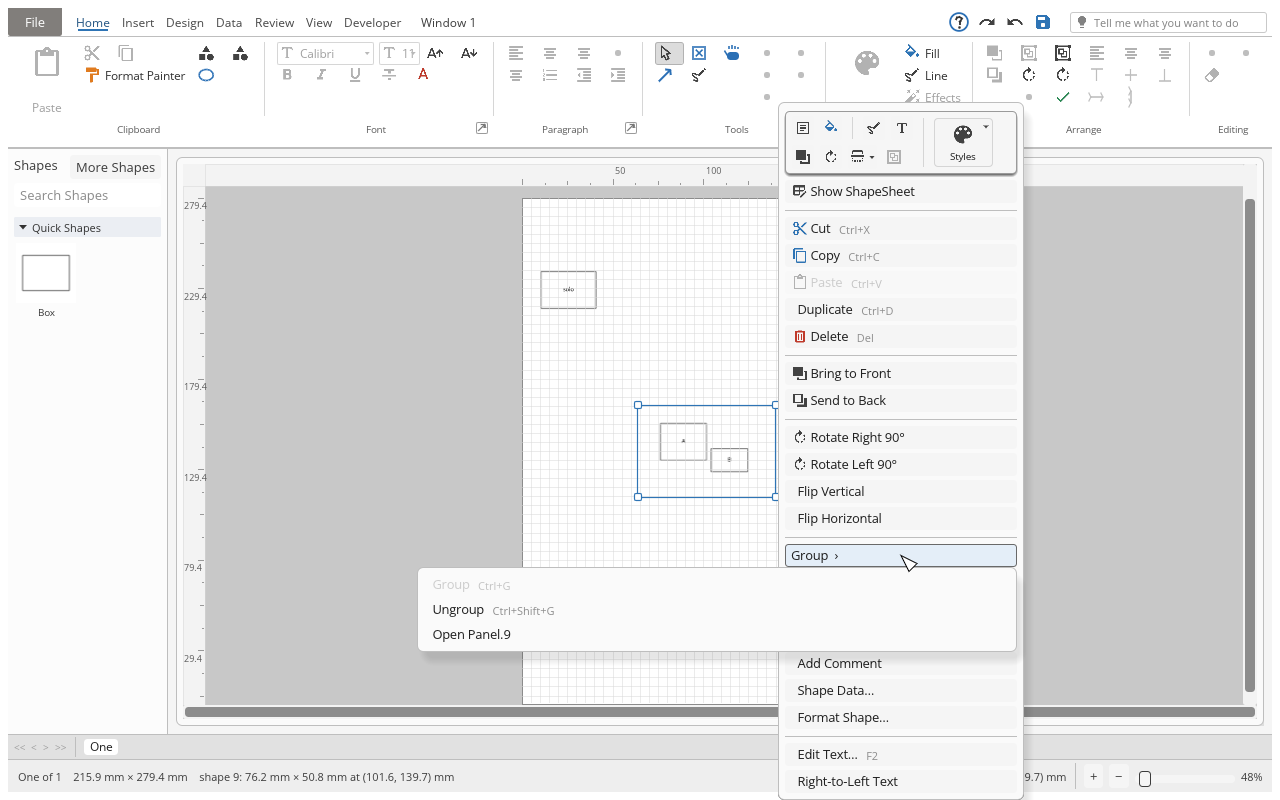 File Home Insert Design Data Review View Developer Window 1
Tell me what you want to do
Calibri 11
Format Painter
Paste
Clipboard
Font
Paragraph
Tools
Fill
Line
Effects
Arrange
Editing
Shapes More Shapes
Search Shapes
Quick Shapes
Box
50 100
279.4
229.4
179.4
129.4
79.4
29.4
solo
Styles
Show ShapeSheet
Cut Ctrl+X
Copy Ctrl+C
Paste Ctrl+V
Duplicate Ctrl+D
Delete Del
Bring to Front
Send to Back
Rotate Right 90°
Rotate Left 90°
Flip Vertical
Flip Horizontal
Group ›
Group Ctrl+G
Ungroup Ctrl+Shift+G
Open Panel.9
Add Comment
Shape Data...
Format Shape...
Edit Text... F2
Right-to-Left Text
<< < > >> One
One of 1 215.9 mm × 279.4 mm shape 9: 76.2 mm × 50.8 mm at (101.6, 139.7) mm
9.7) mm + − 48%